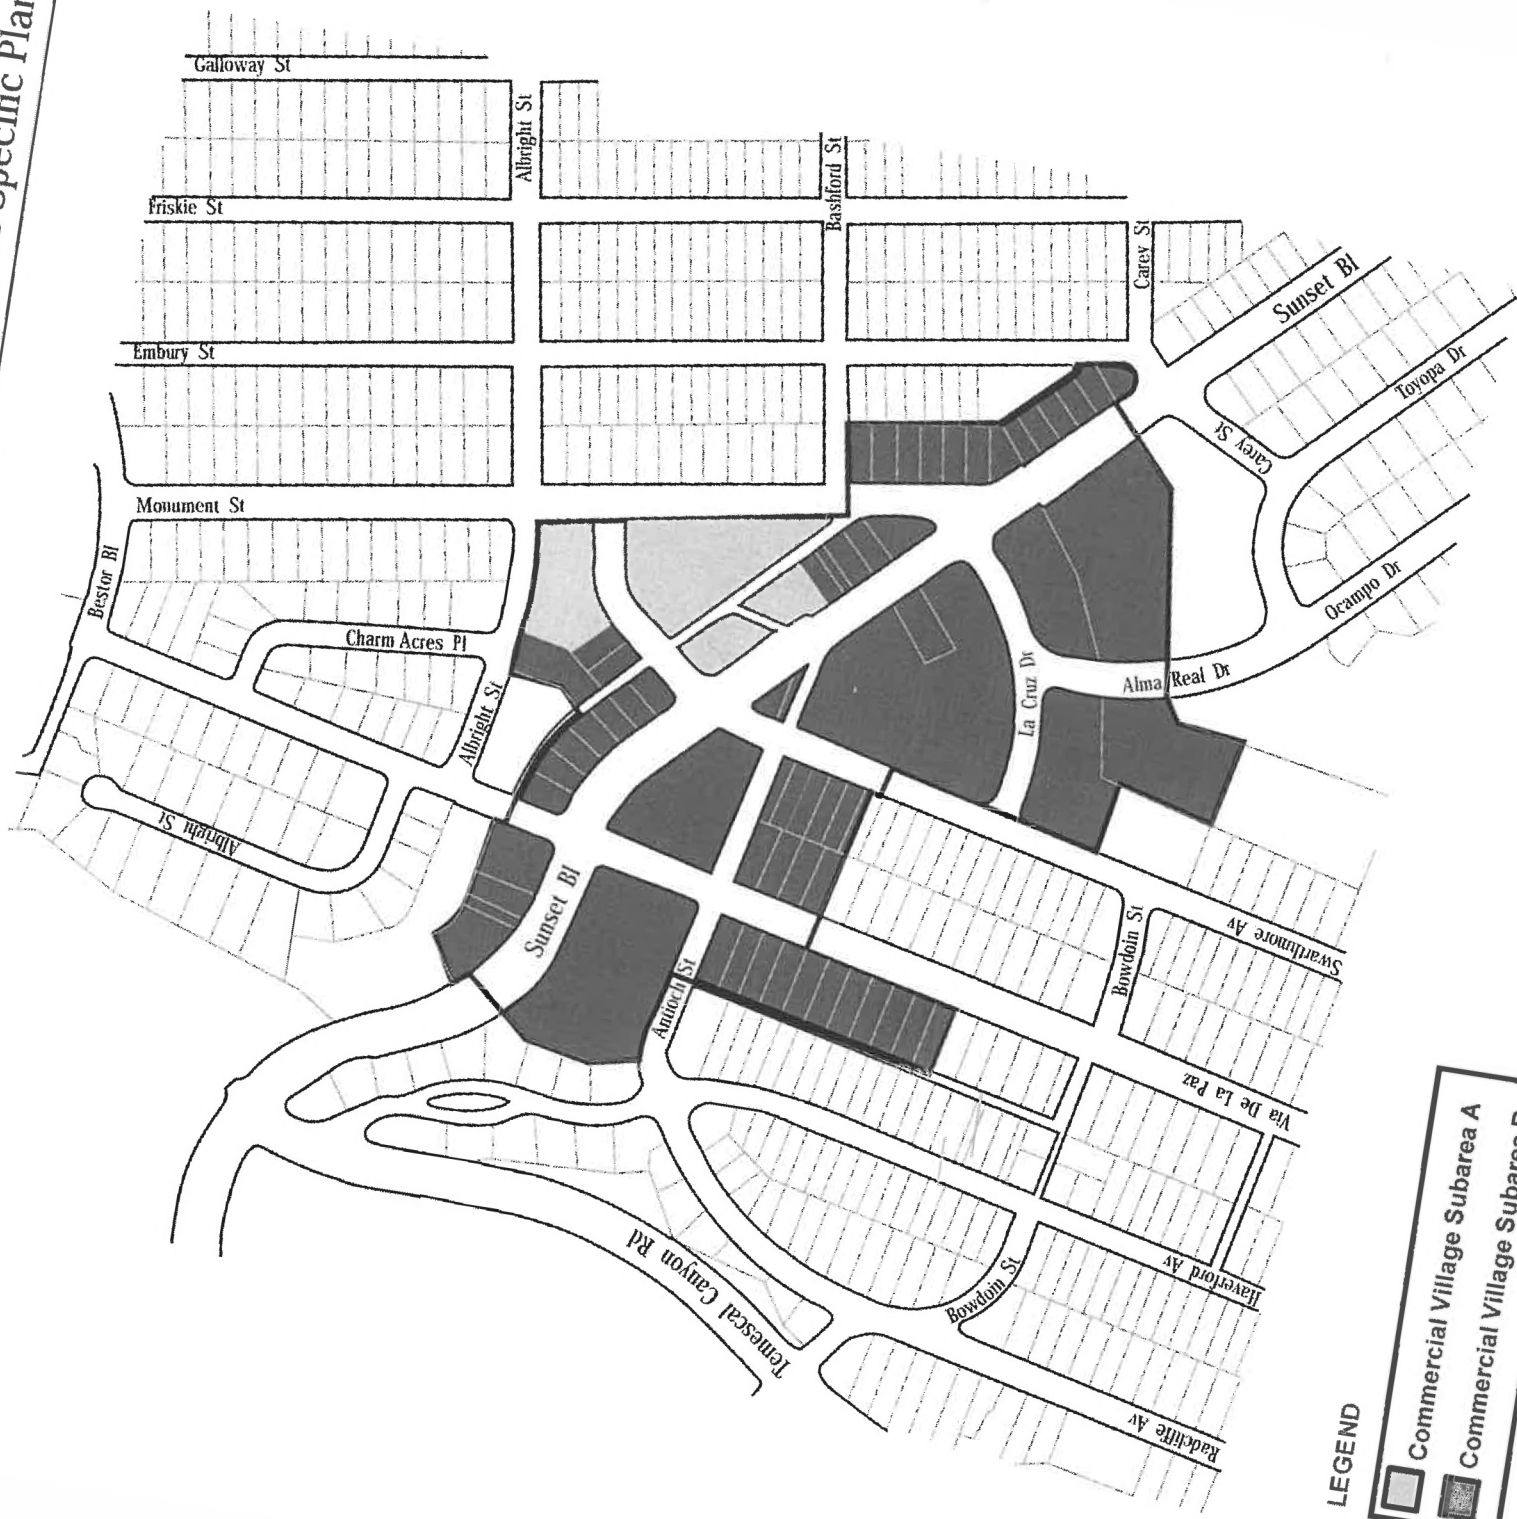 Specific Plan
Galloway St
Albright St
Bashford St
Friskie St
Carey St
Sunset Bl
Embury St
Toyopa Dr
Carey St
Monument St
Bestor Bl
Ocampo Dr
Charm Acres Pl
Alma Real Dr
La Cruz Dr
Albright St
Albright St
Sunset Bl
Bowdoin St
Swarthmore Av
Antioch St
Via De La Paz
Temescal Canyon Rd
Bowdoin St
Haverford Av
Radcliffe Av
LEGEND
Commercial Village Subarea A
Commercial Village Subarea